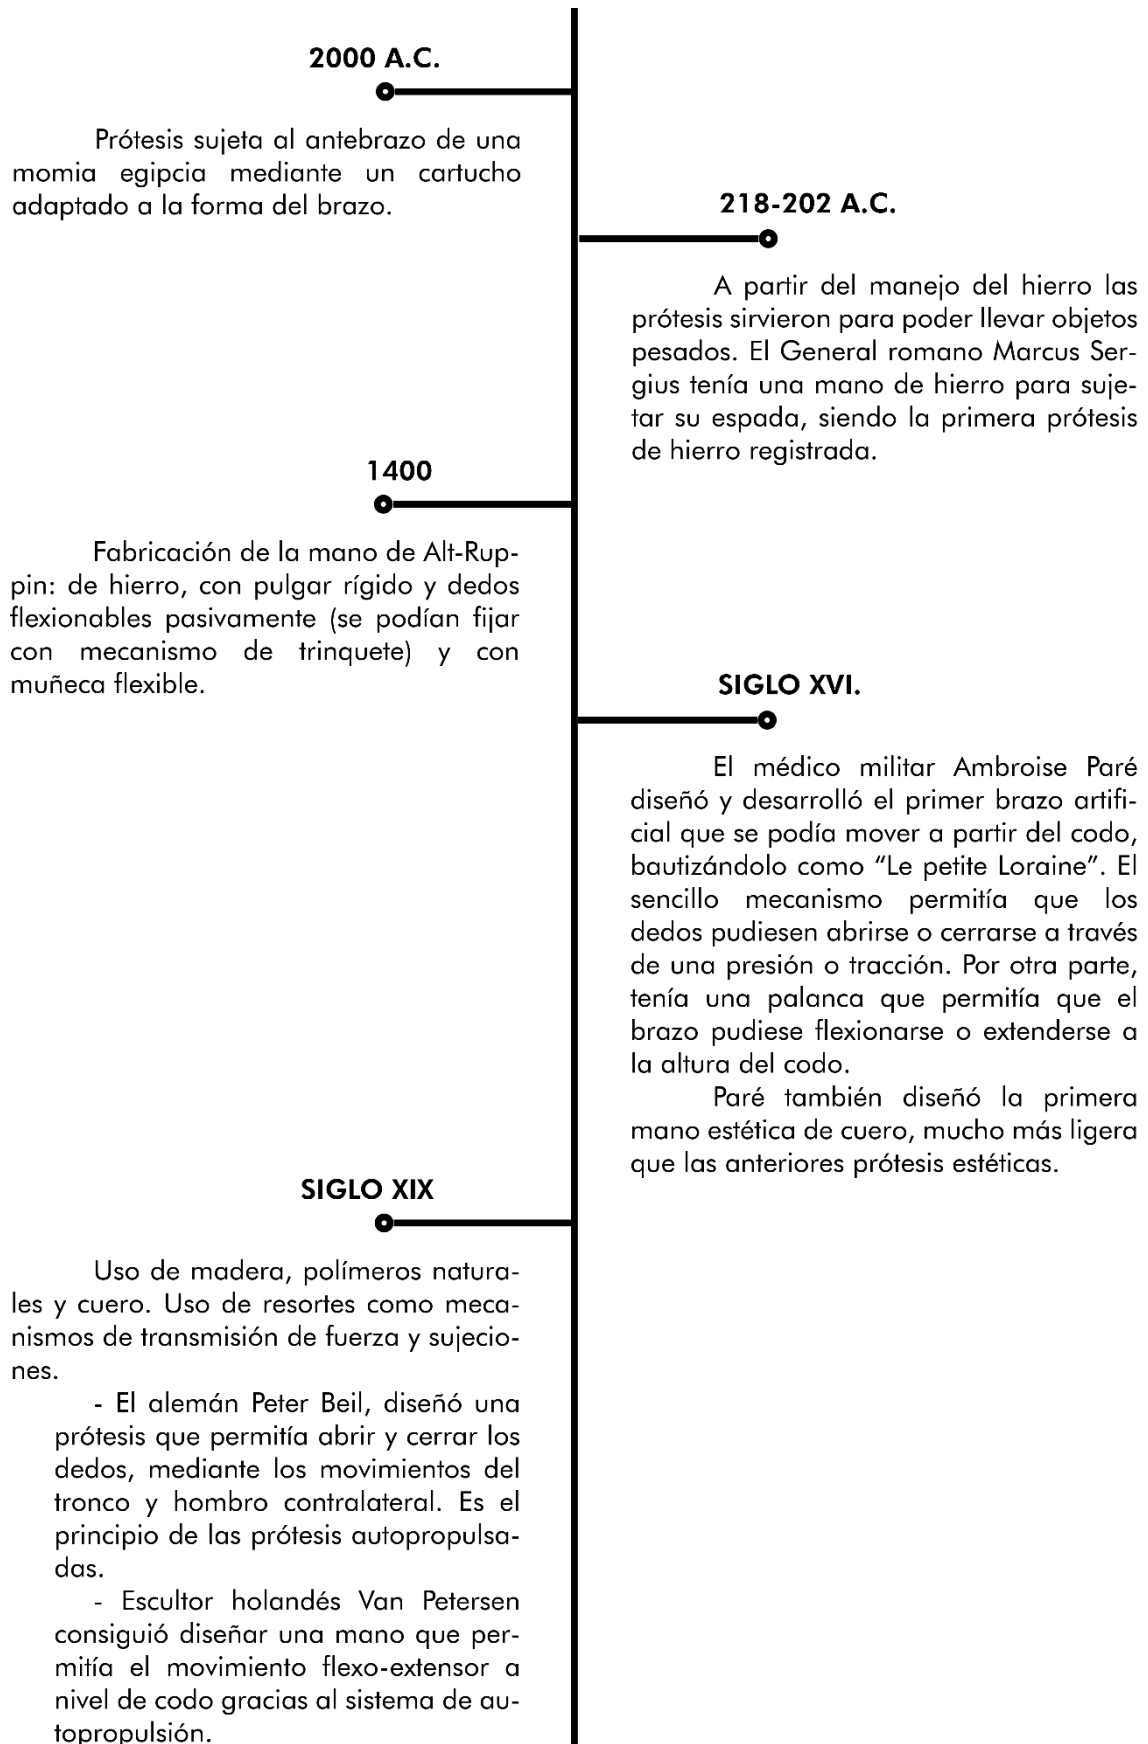 2000 A.C.
Prótesis sujeta al antebrazo de una
momia egipcia mediante un cartucho
adaptado a la forma del brazo.
218-202 A.C.
A partir del manejo del hierro las
prótesis sirvieron para poder llevar objetos
pesados. El General romano Marcus Ser-
gius tenía una mano de hierro para suje-
tar su espada, siendo la primera prótesis
de hierro registrada.
1400
Fabricación de la mano de Alt-Rup-
pin: de hierro, con pulgar rígido y dedos
flexionables pasivamente (se podían fijar
con mecanismo de trinquete) y con
muñeca flexible.
SIGLO XVI.
El médico militar Ambroise Paré
diseñó y desarrolló el primer brazo artifi-
cial que se podía mover a partir del codo,
bautizándolo como “Le petite Loraine”. El
sencillo mecanismo permitía que los
dedos pudiesen abrirse o cerrarse a través
de una presión o tracción. Por otra parte,
tenía una palanca que permitía que el
brazo pudiese flexionarse o extenderse a
la altura del codo.
Paré también diseñó la primera
mano estética de cuero, mucho más ligera
que las anteriores prótesis estéticas.
SIGLO XIX
Uso de madera, polímeros natura-
les y cuero. Uso de resortes como meca-
nismos de transmisión de fuerza y sujecio-
nes.
- El alemán Peter Beil, diseñó una
prótesis que permitía abrir y cerrar los
dedos, mediante los movimientos del
tronco y hombro contralateral. Es el
principio de las prótesis autopropulsa-
das.
- Escultor holandés Van Petersen
consiguió diseñar una mano que per-
mitía el movimiento flexo-extensor a
nivel de codo gracias al sistema de au-
topropulsión.